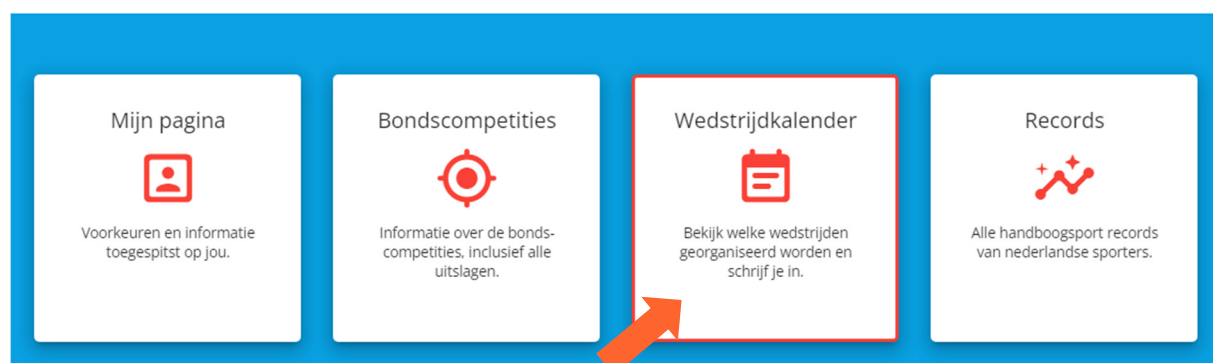 Mijn pagina
Voorkeuren en informatie
toegespitst op jou.
Bondscompetities
Informatie over de bonds-
competities, inclusief alle
uitslagen.
Wedstrijdkalender
Bekijk welke wedstrijden
georganiseerd worden en
schrijf je in.
Records
Alle handboogsport records
van nederlandse sporters.